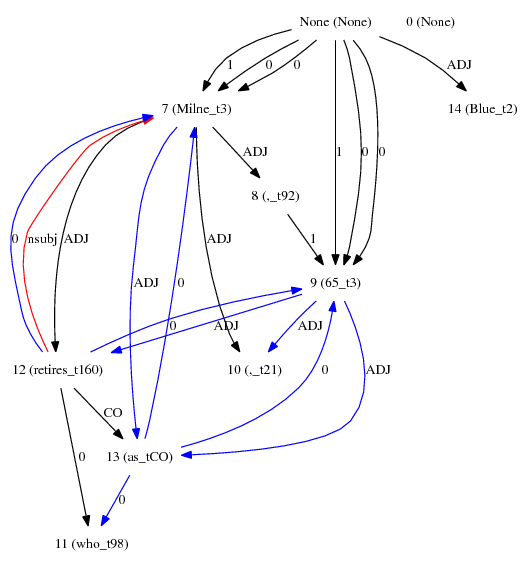 None (None) 0 (None)
1 0 0 ADJ
7 (Milne_t3) 14 (Blue_t2)
ADJ 1 0 0
8 (,_t92)
0 nsubj ADJ ADJ 1
ADJ 0 9 (65_t3)
0 ADJ ADJ
12 (retires_t160) 10 (,_t21) 0 ADJ
CO
0 13 (as_tCO)
0
11 (who_t98)